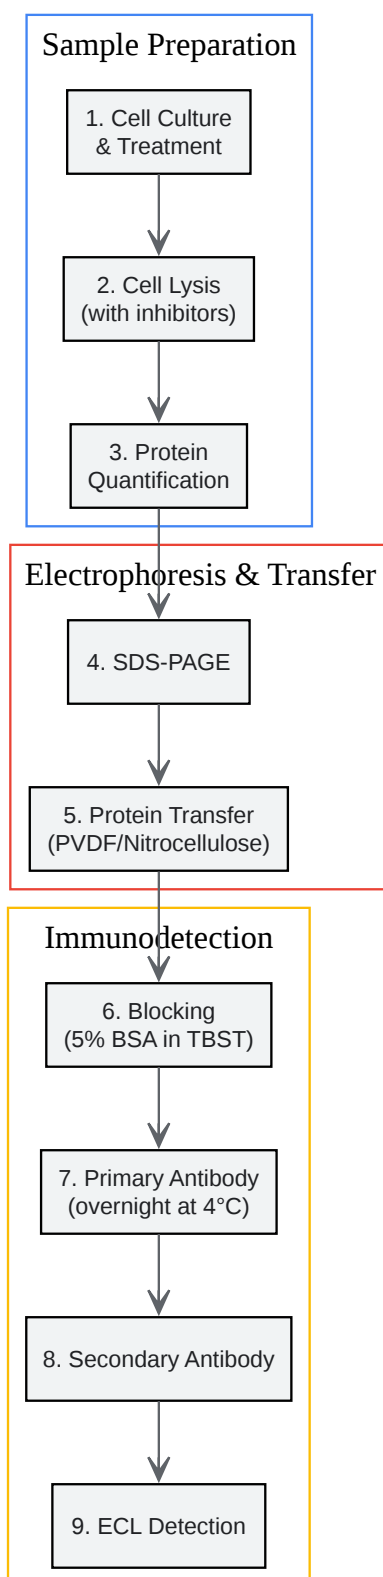 Sample Preparation
1. Cell Culture
& Treatment
2. Cell Lysis
(with inhibitors)
3. Protein
Quantification
Electrophoresis & Transfer
4. SDS-PAGE
5. Protein Transfer
(PVDF/Nitrocellulose)
Immunodetection
6. Blocking
(5% BSA in TBST)
7. Primary Antibody
(overnight at 4°C)
8. Secondary Antibody
9. ECL Detection